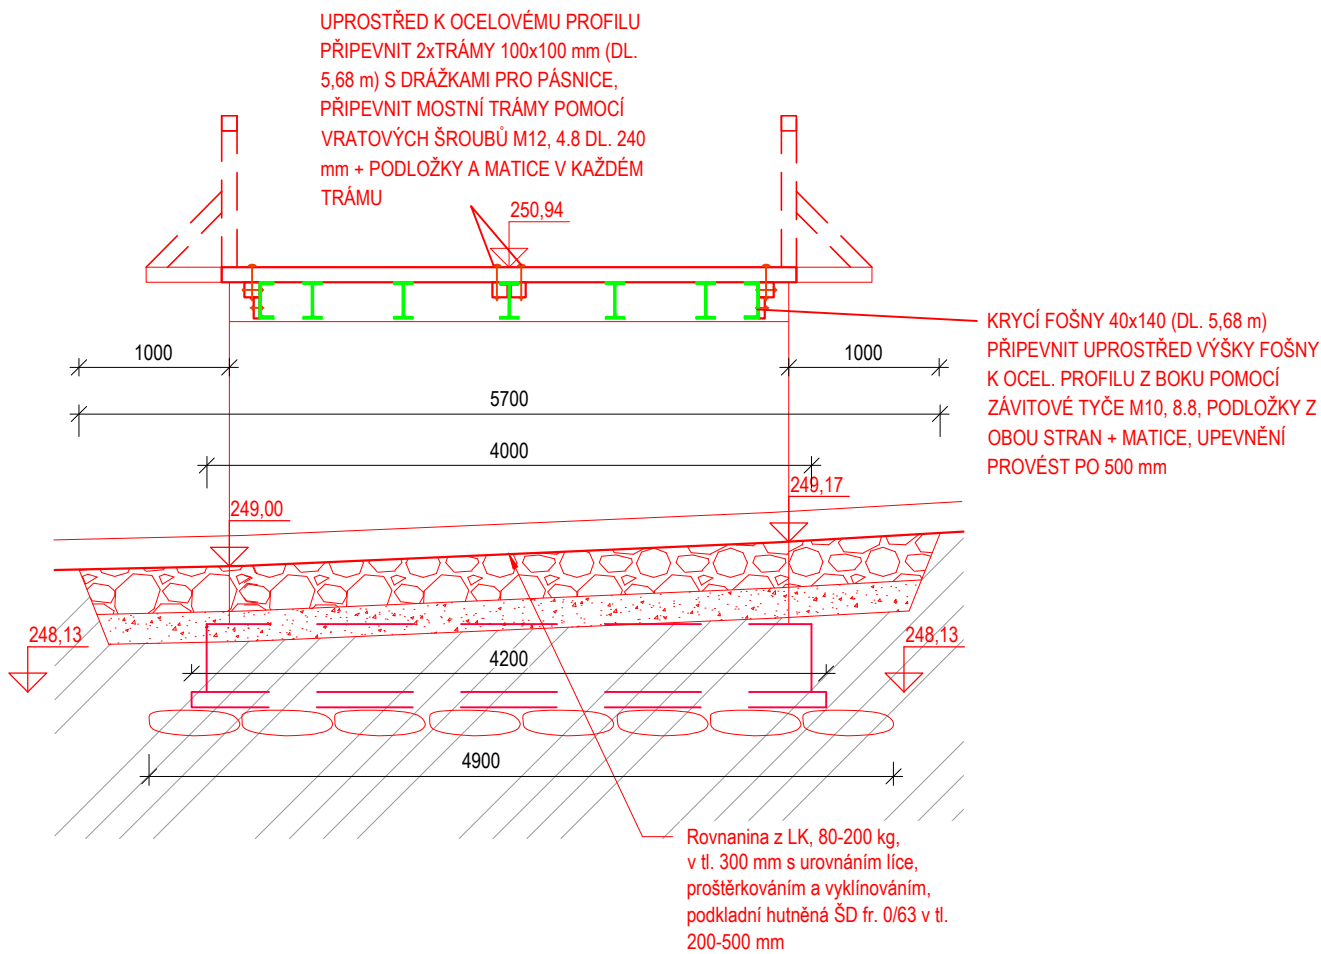 UPROSTŘED K OCELOVÉMU PROFILU
PŘIPEVNIT 2xTRÁMY 100x100 mm (DL.
5,68 m) S DRÁŽKAMI PRO PÁSNICE,
PŘIPEVNIT MOSTNÍ TRÁMY POMOCÍ
VRATOVÝCH ŠROUBŮ M12, 4.8 DL. 240
mm + PODLOŽKY A MATICE V KAŽDÉM
TRÁMU
250,94
KRYCÍ FOŠNY 40x140 (DL. 5,68 m)
PŘIPEVNIT UPROSTŘED VÝŠKY FOŠNY
K OCEL. PROFILU Z BOKU POMOCÍ
ZÁVITOVÉ TYČE M10, 8.8, PODLOŽKY Z
OBOU STRAN + MATICE, UPEVNĚNÍ
PROVÉST PO 500 mm
1000
1000
5700
4000
249,17
249,00
248,13
248,13
4200
4900
Rovnanina z LK, 80-200 kg,
v tl. 300 mm s urovnáním líce,
proštěrkováním a vyklínováním,
podkladní hutněná ŠD fr. 0/63 v tl.
200-500 mm